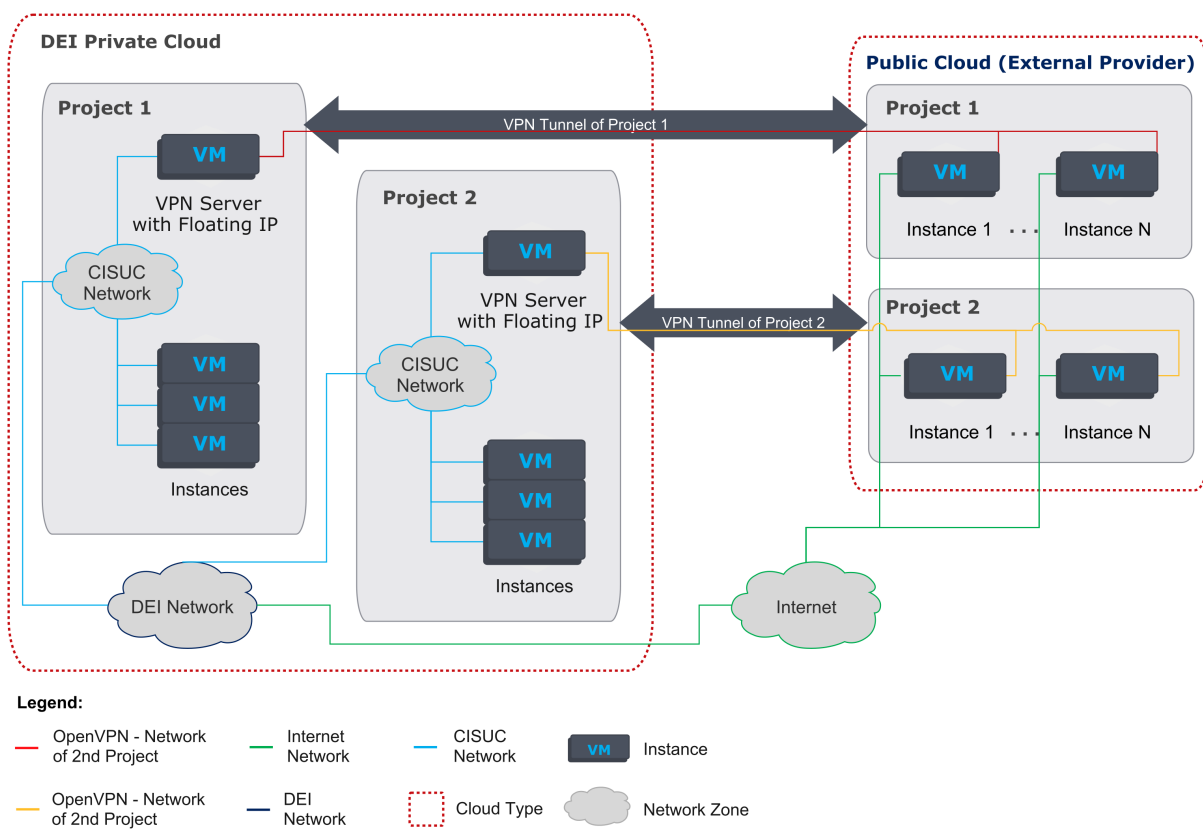 DEI Private Cloud
Project 1
VM
VPN Server
with Floating IP
CISUC
Network
VM
VM
VM
Instances
Project 2
VM
VPN Server
with Floating IP
CISUC
Network
VM
VM
VM
Instances
DEI Network
VPN Tunnel of Project 1
VPN Tunnel of Project 2
Public Cloud (External Provider)
Project 1
VM
VM
Instance 1 . . . Instance N
Project 2
VM
VM
Instance 1 . . . Instance N
Internet
Legend:
OpenVPN - Network
of 2nd Project
Internet
Network
CISUC
Network
VM
Instance
OpenVPN - Network
of 2nd Project
DEI
Network
Cloud Type
Network Zone